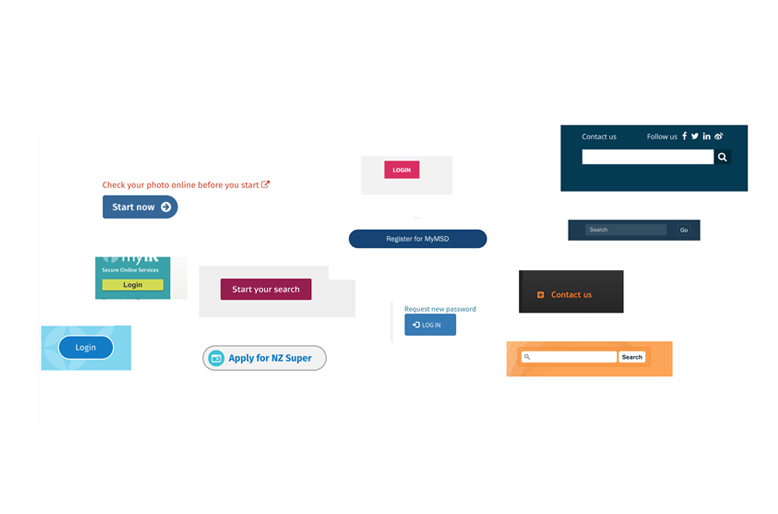 Contact us
Follow us
Check your photo online before you start
Start now
LOGIN
Register for MyMSD
Search
Go
myIR
Secure Online Services
Login
Start your search
Contact us
Request new password
LOG IN
Login
Apply for NZ Super
Search